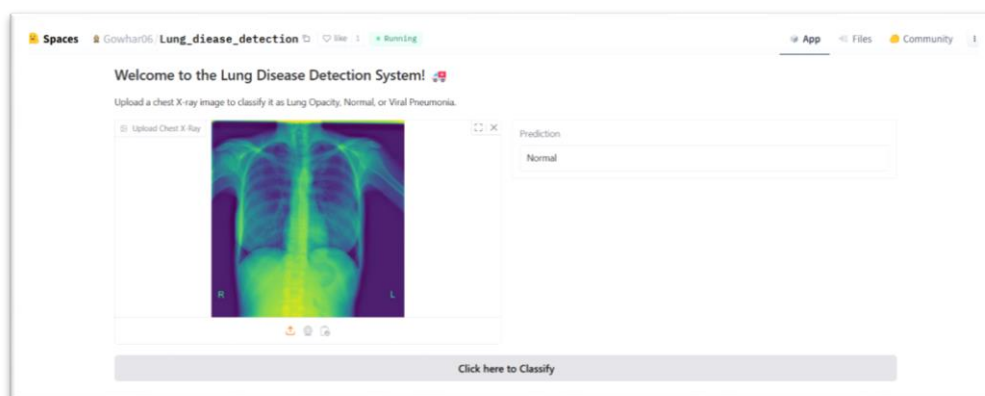 Spaces Gowhar06/Lung_diease_detection like 1 Running App Files Community
Welcome to the Lung Disease Detection System!
Upload a chest X-ray image to classify it as Lung Opacity, Normal, or Viral Pneumonia.
Upload Chest X-Ray
R L
Prediction
Normal
Click here to Classify